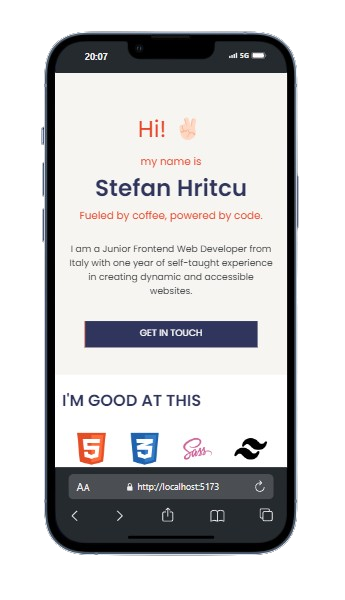 20:07
5G
Hi! ✌🏻
my name is
Stefan Hritcu
Fueled by coffee, powered by code.
I am a Junior Frontend Web Developer from
Italy with one year of self-taught experience
in creating dynamic and accessible
websites.
GET IN TOUCH
I'M GOOD AT THIS
5 3 Sass
AA http://localhost:5173